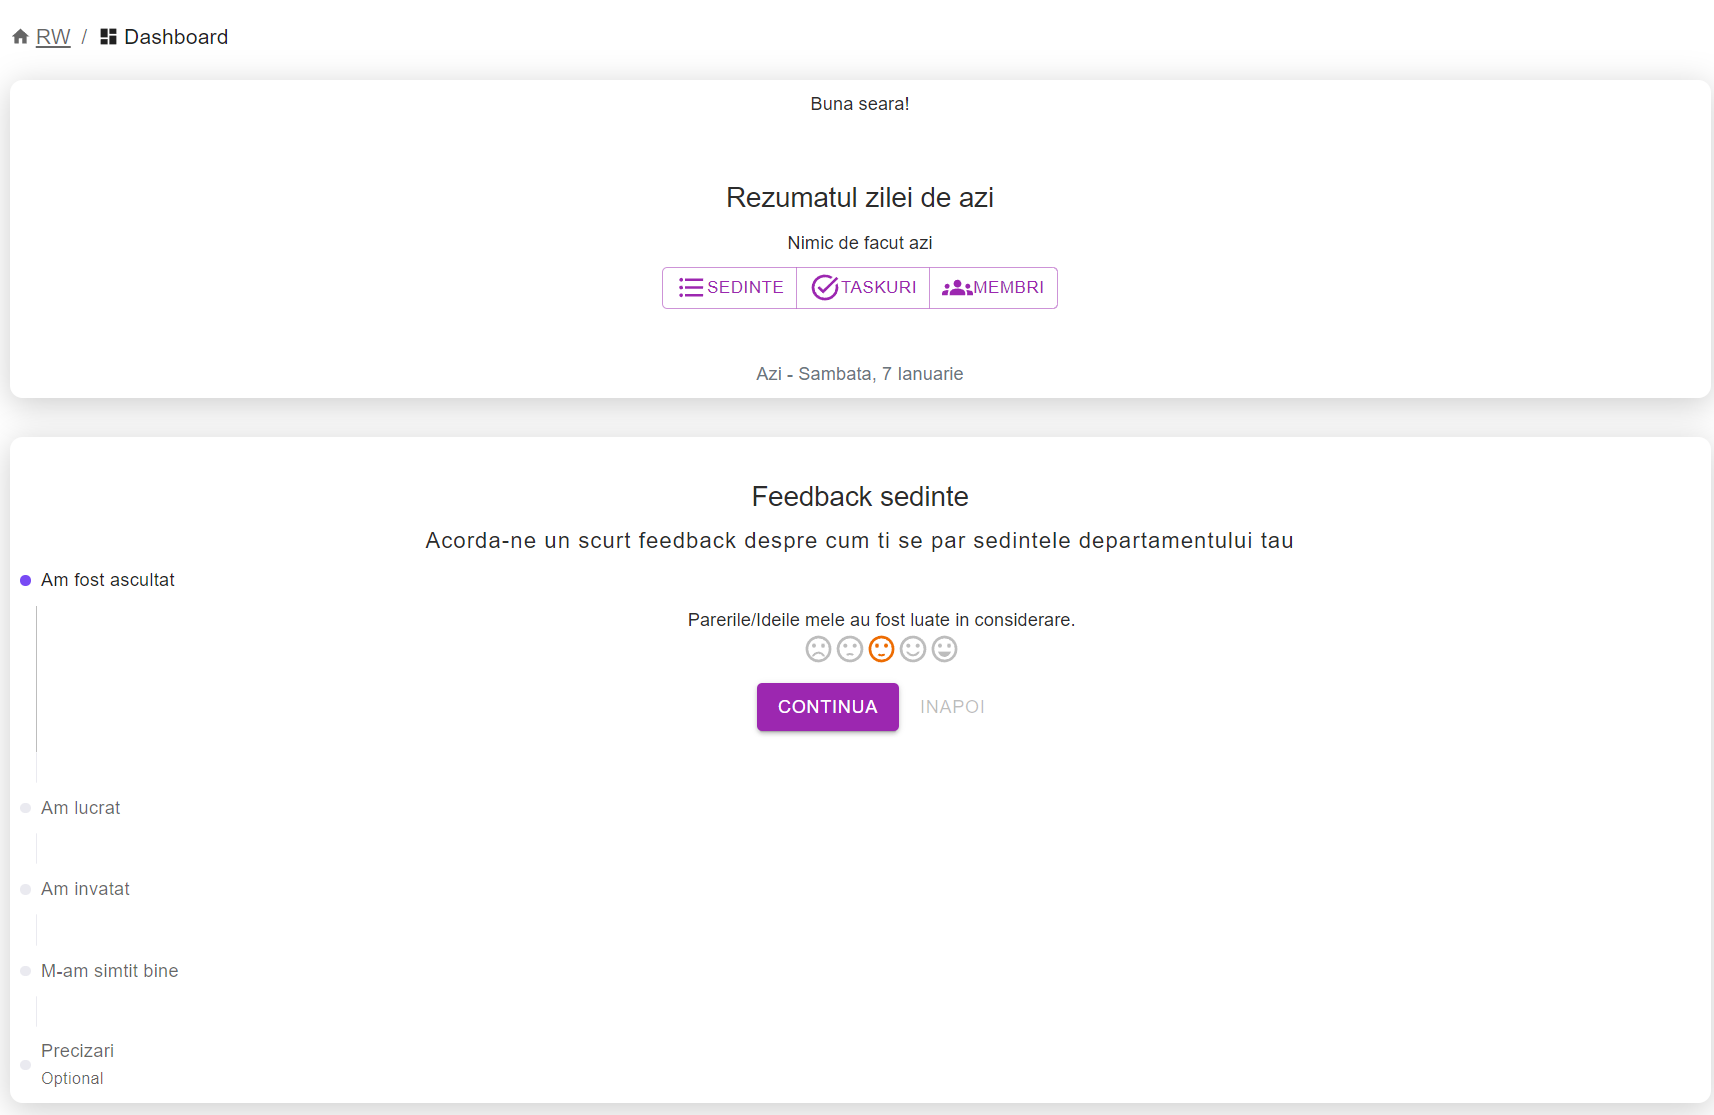 RW / Dashboard
Buna seara!
Rezumatul zilei de azi
Nimic de facut azi
SEDINTE TASKURI MEMBRI
Azi - Sambata, 7 Ianuarie
Feedback sedinte
Acorda-ne un scurt feedback despre cum ti se par sedintele departamentului tau
Am fost ascultat
Parerile/Ideile mele au fost luate in considerare.
CONTINUA INAPOI
Am lucrat
Am invatat
M-am simtit bine
Precizari
Optional